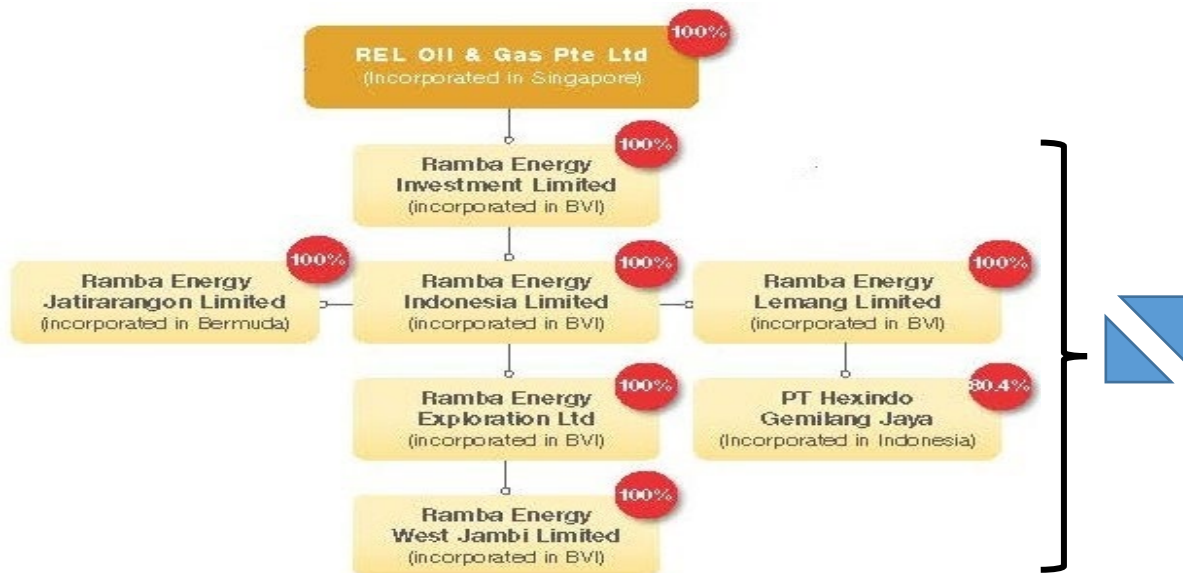 100%
REL Oil & Gas Pte Ltd
(Incorporated in Singapore)
100%
Ramba Energy
Investment Limited
(incorporated in BVI)
100%
Ramba Energy
Jatirarangon Limited
(incorporated in Bermuda)
100%
Ramba Energy
Indonesia Limited
(incorporated in BVI)
100%
Ramba Energy
Lemang Limited
(incorporated in BVI)
100%
Ramba Energy
Exploration Ltd
(incorporated in BVI)
80.4%
PT Hexindo
Gemilang Jaya
(Incorporated in Indonesia)
100%
Ramba Energy
West Jambi Limited
(incorporated in BVI)